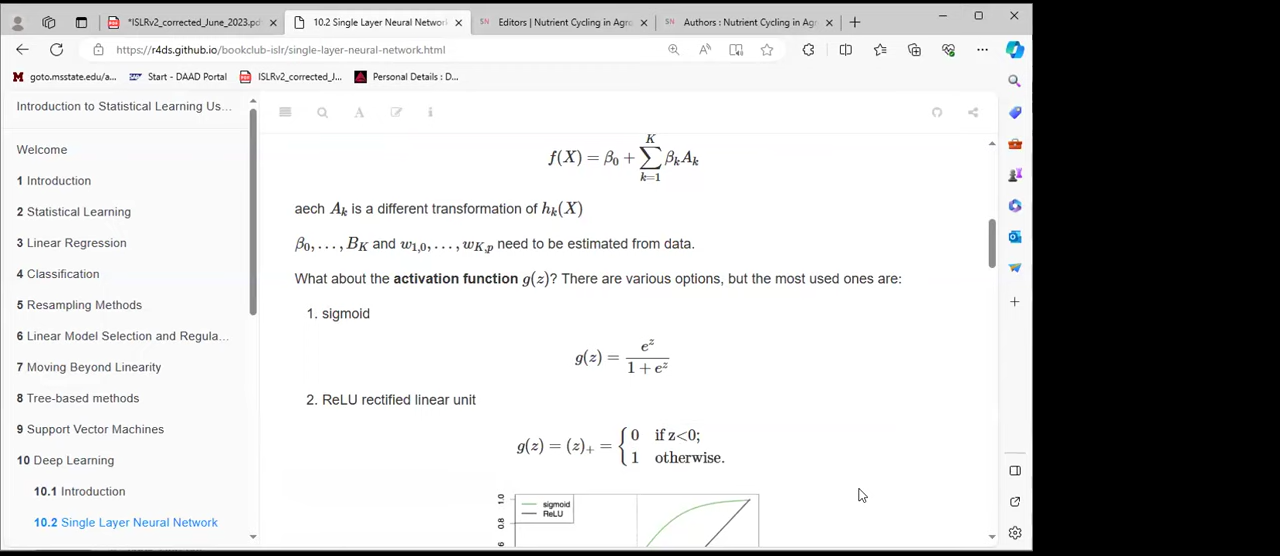 *ISLRv2_corrected_June_2023.pd
10.2 Single Layer Neural Network
Editors | Nutrient Cycling in Agro
Authors : Nutrient Cycling in Agr
https://r4ds.github.io/bookclub-islr/single-layer-neural-network.html
goto.msstate.edu/a...
Start - DAAD Portal
ISLRv2_corrected_J...
Personal Details : D...
Introduction to Statistical Learning Us...
Welcome
1 Introduction
2 Statistical Learning
3 Linear Regression
4 Classification
5 Resampling Methods
6 Linear Model Selection and Regula...
7 Moving Beyond Linearity
8 Tree-based methods
9 Support Vector Machines
10 Deep Learning
10.1 Introduction
10.2 Single Layer Neural Network
f(X) = β₀ + ∑ₖ₌₁ᴷ βₖAₖ
aech Aₖ is a different transformation of hₖ(X)
β₀, . . . , B_K and w₁,₀, . . . , w_K,p need to be estimated from data.
What about the activation function g(z)? There are various options, but the most used ones are:
1. sigmoid
g(z) = e^z / (1 + e^z)
2. ReLU rectified linear unit
g(z) = (z)₊ = { 0 if z<0;
1 otherwise.
sigmoid
ReLU
1.0
0.8